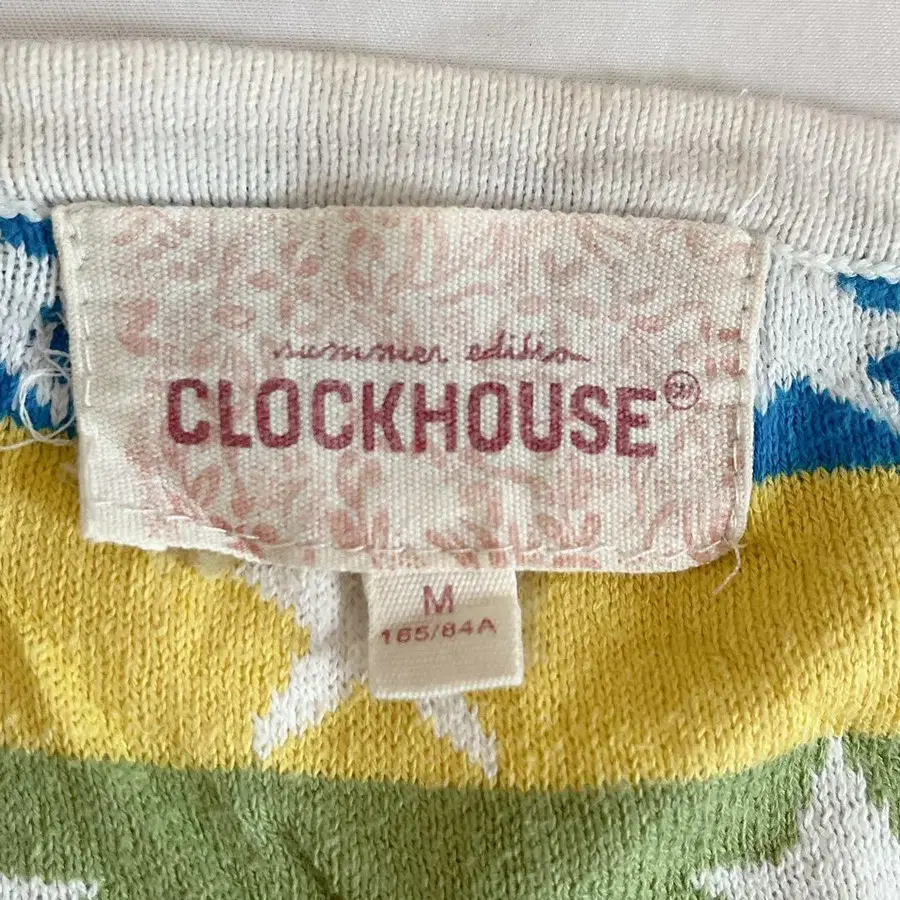 summer edition
CLOCKHOUSE
M
165/84A